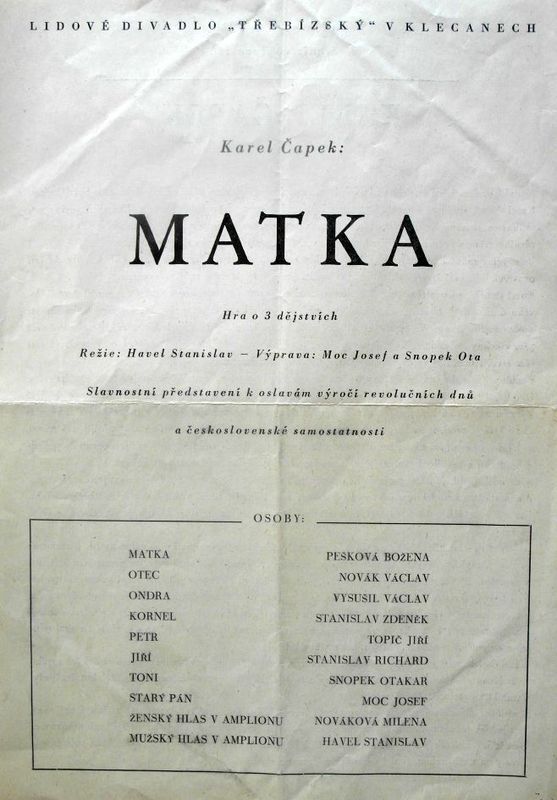 LIDOVÉ DIVADLO „TŘEBÍZSKÝ“ V KLECANECH
Karel Čapek:
MATKA
Hra o 3 dějstvích
Režie: Havel Stanislav – Výprava: Moc Josef a Snopek Ota
Slavnostní představení k oslavám výročí revolučních dnů
a československé samostatnosti
OSOBY:
MATKA PESKOVÁ BOŽENA
OTEC NOVÁK VÁCLAV
ONDRA VYSUŠIL VÁCLAV
KORNEL STANISLAV ZDENĚK
PETR TOPIČ JIŘÍ
JIŘÍ STANISLAV RICHARD
TONI SNOPEK OTAKAR
STARÝ PÁN MOC JOSEF
ŽENSKÝ HLAS V AMPLIONU NOVÁKOVÁ MILENA
MUŽSKÝ HLAS V AMPLIONU HAVEL STANISLAV